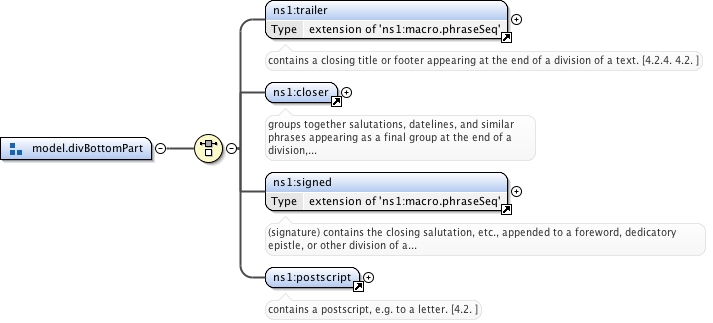 ns1:trailer
Type extension of 'ns1:macro.phraseSeq'
contains a closing title or footer appearing at the end of a division of a text. [4.2.4. 4.2. ]
ns1:closer
groups together salutations, datelines, and similar
phrases appearing as a final group at the end of a
division,...
model.divBottomPart
ns1:signed
Type extension of 'ns1:macro.phraseSeq'
(signature) contains the closing salutation, etc., appended to a foreword, dedicatory
epistle, or other division of a...
ns1:postscript
contains a postscript, e.g. to a letter. [4.2. ]